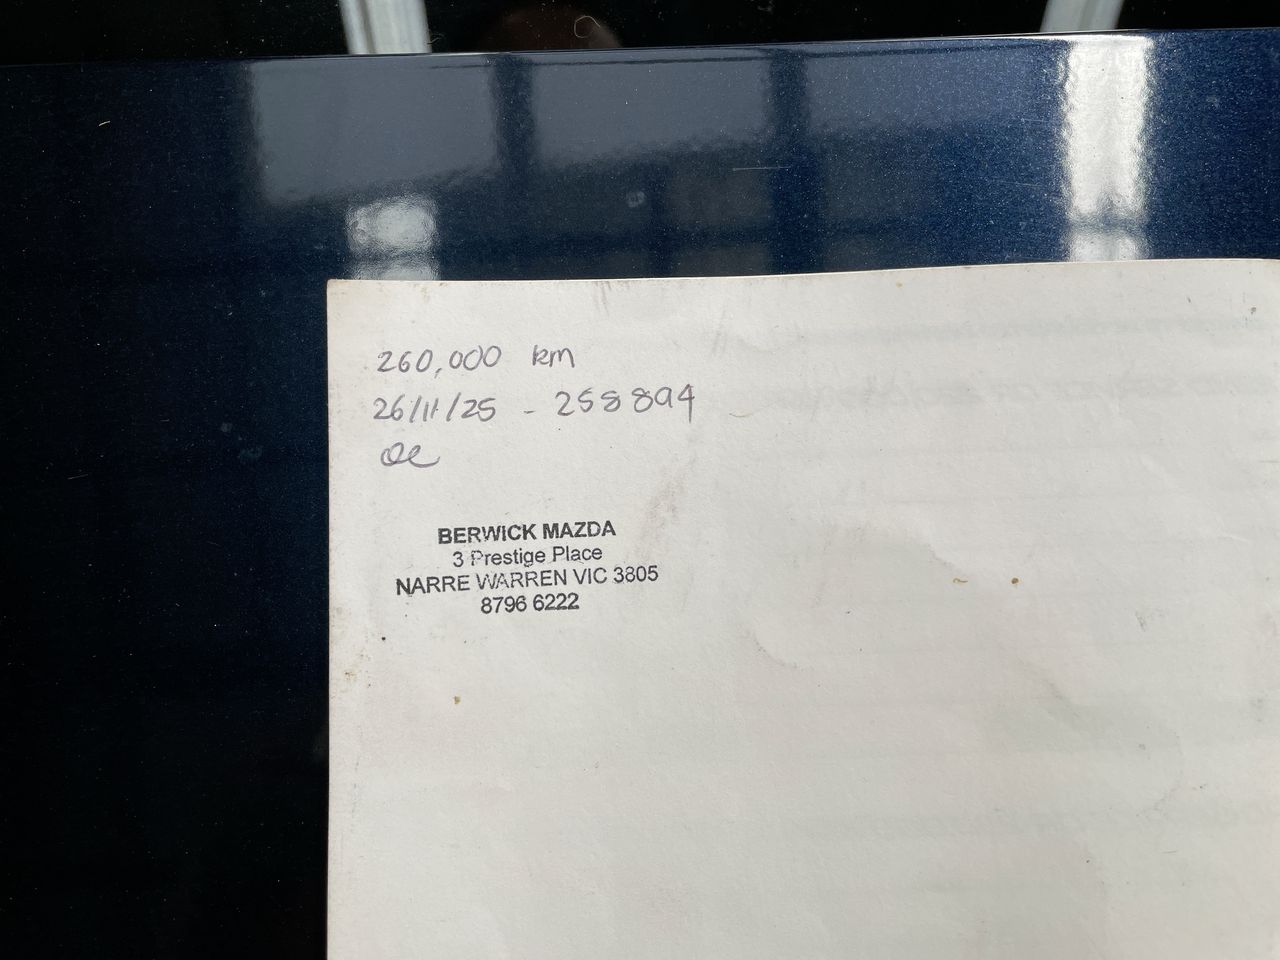 260,000 km
26/11/25 - 258894
BERWICK MAZDA
3 Prestige Place
NARRE WARREN VIC 3805
8796 6222